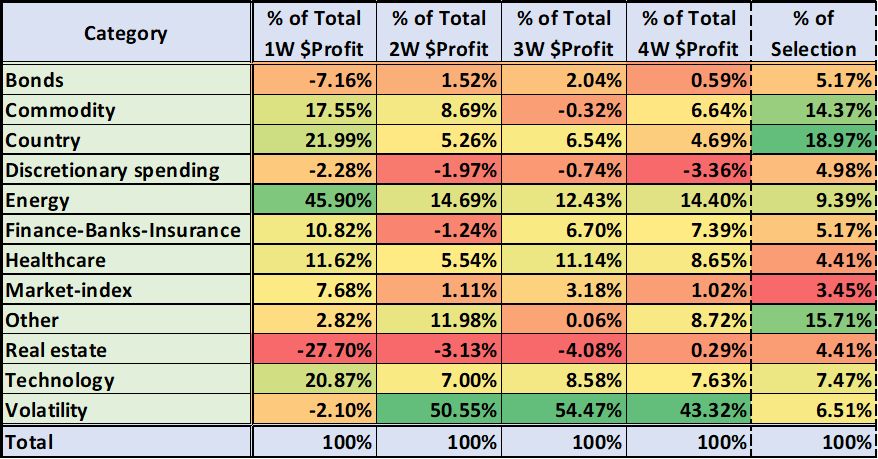 Category % of Total 1W $Profit % of Total 2W $Profit % of Total 3W $Profit % of Total 4W $Profit % of Selection
Bonds -7.16% 1.52% 2.04% 0.59% 5.17%
Commodity 17.55% 8.69% -0.32% 6.64% 14.37%
Country 21.99% 5.26% 6.54% 4.69% 18.97%
Discretionary spending -2.28% -1.97% -0.74% -3.36% 4.98%
Energy 45.90% 14.69% 12.43% 14.40% 9.39%
Finance-Banks-Insurance 10.82% -1.24% 6.70% 7.39% 5.17%
Healthcare 11.62% 5.54% 11.14% 8.65% 4.41%
Market-index 7.68% 1.11% 3.18% 1.02% 3.45%
Other 2.82% 11.98% 0.06% 8.72% 15.71%
Real estate -27.70% -3.13% -4.08% 0.29% 4.41%
Technology 20.87% 7.00% 8.58% 7.63% 7.47%
Volatility -2.10% 50.55% 54.47% 43.32% 6.51%
Total 100% 100% 100% 100% 100%